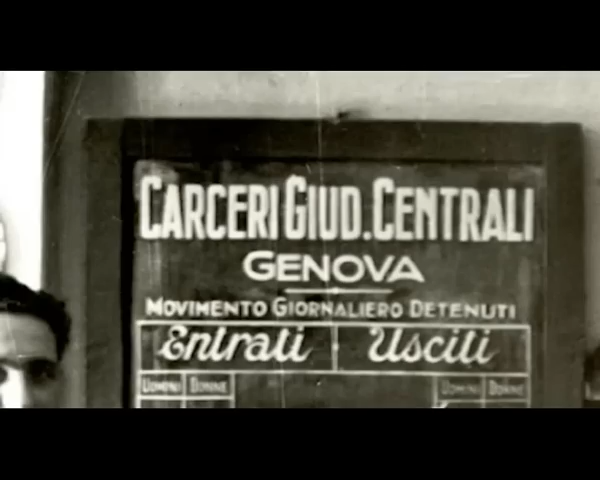 CARCERI GIUD. CENTRALI
GENOVA
MOVIMENTO GIORNALIERO DETENUTI
Entrati Usciti
UOMINI DONNE UOMINI DONNE